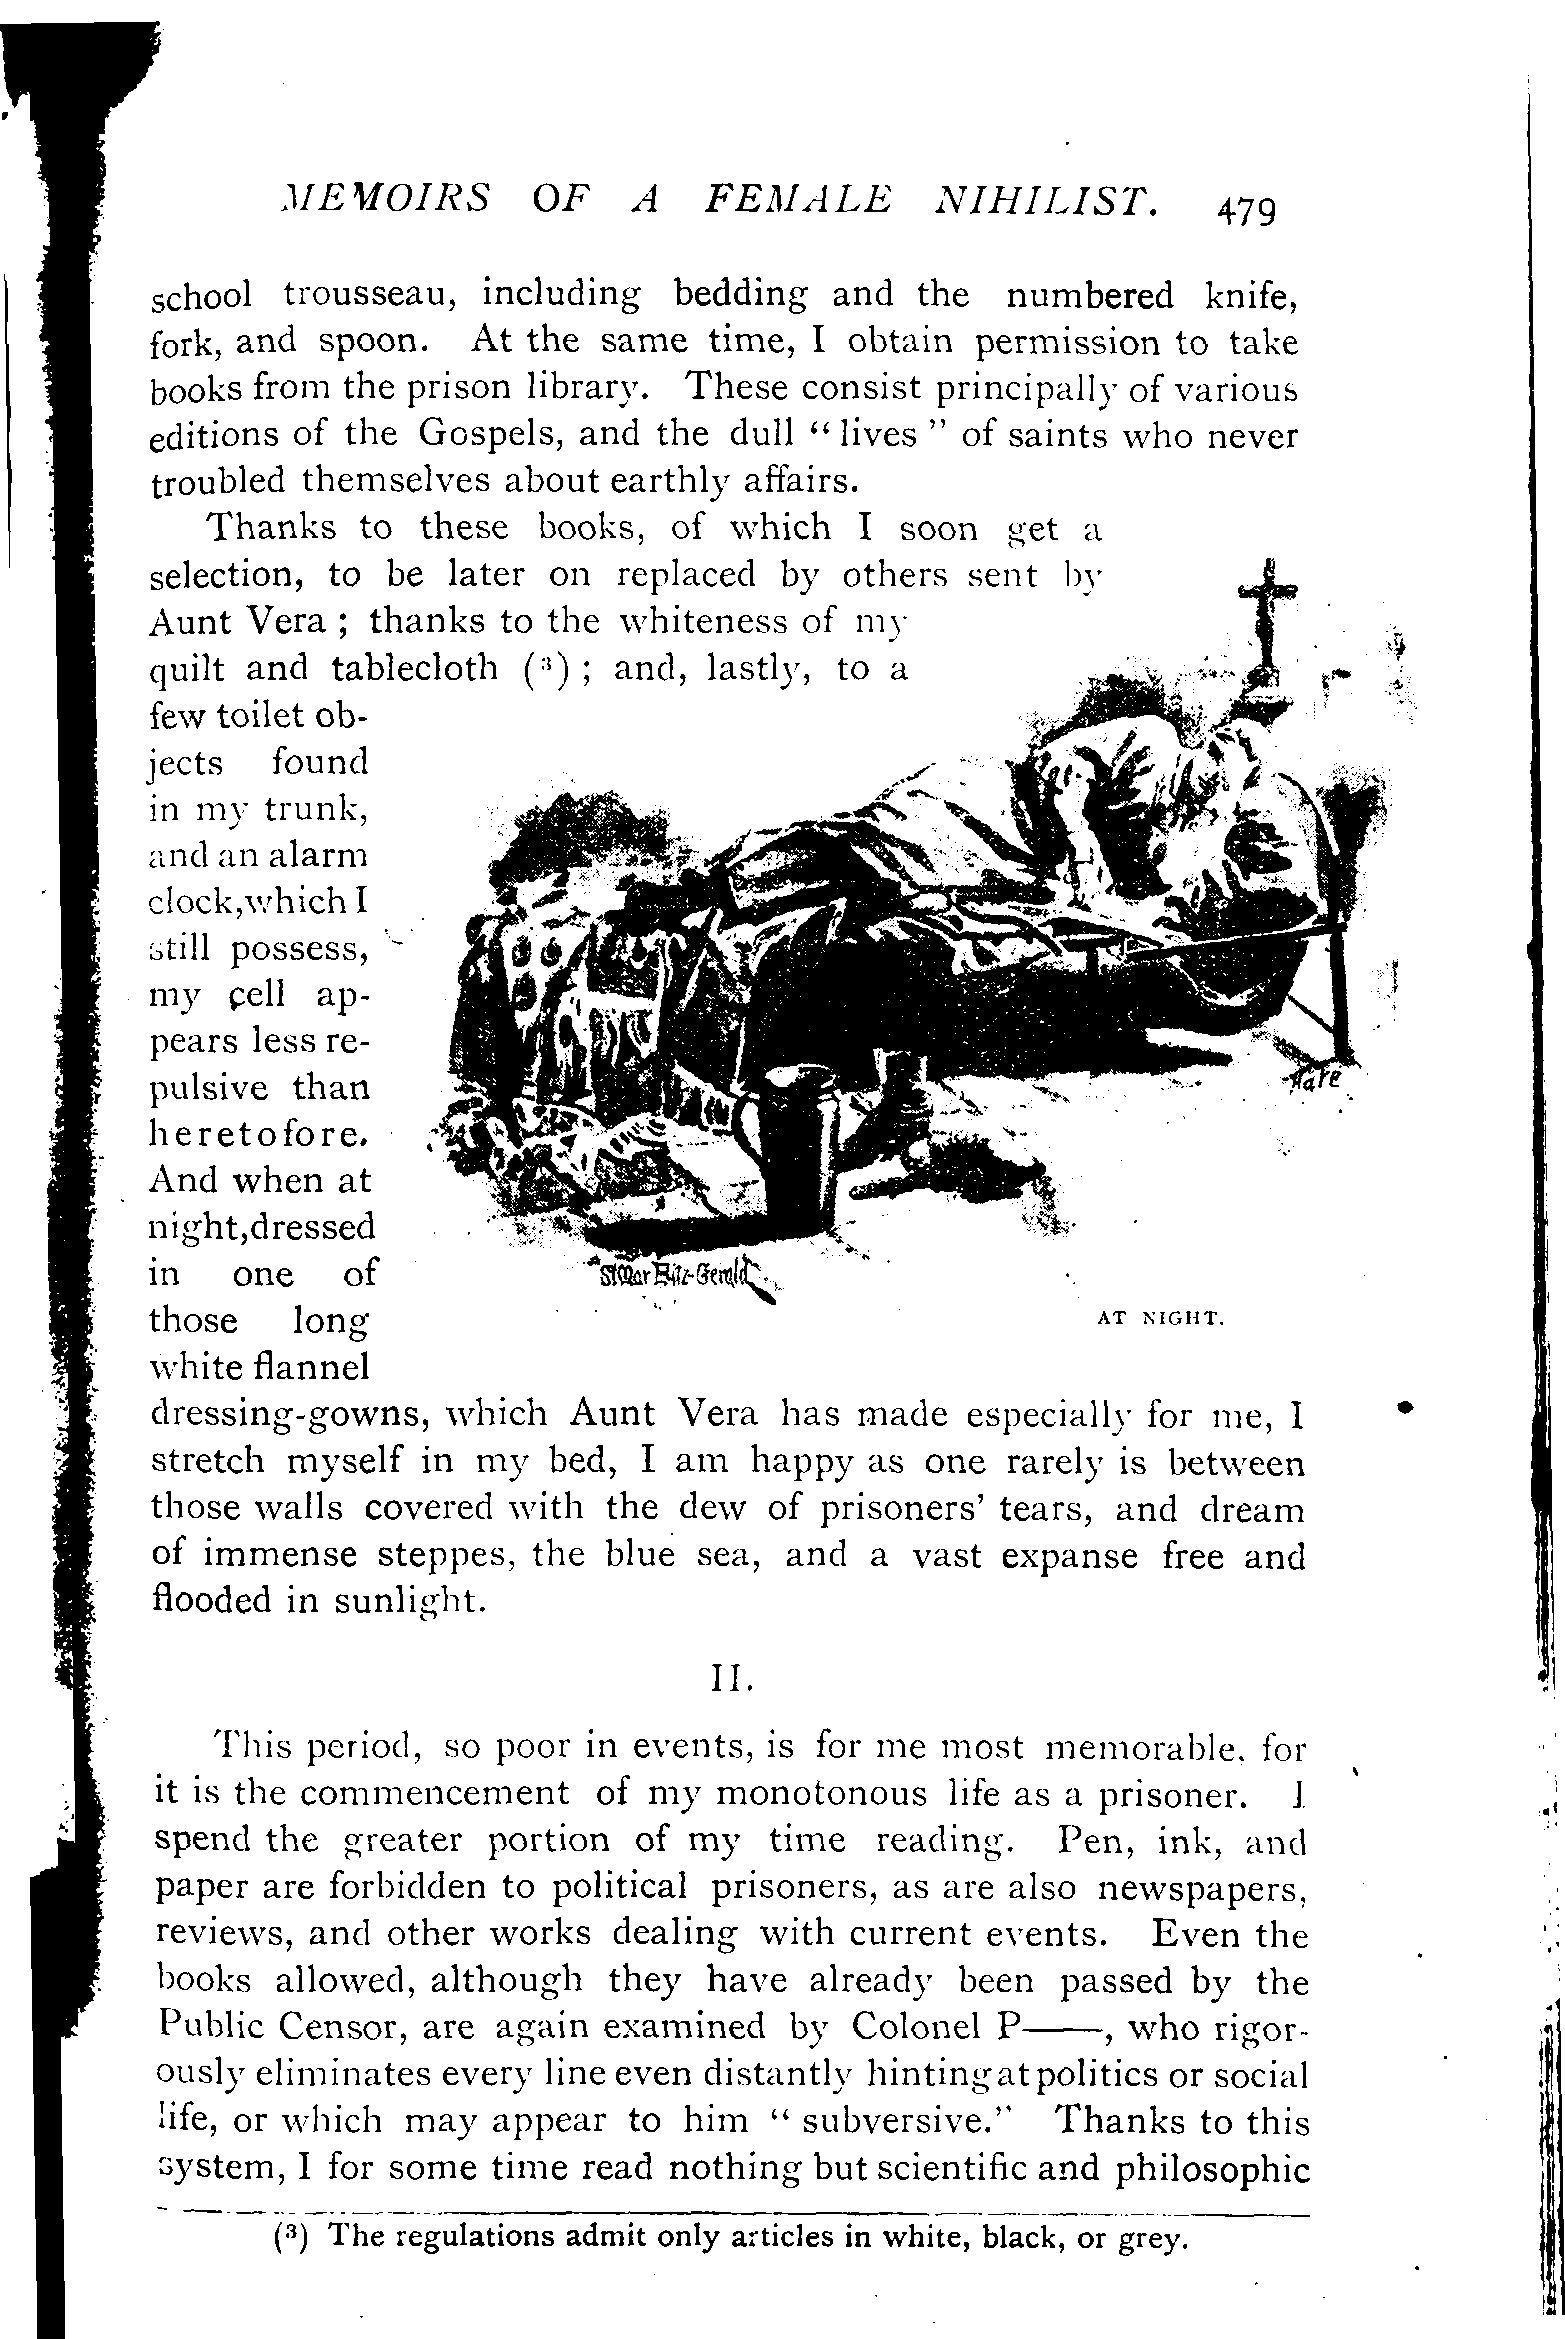 MEMOIRS OF A FEMALE NIHILIST. 479
school trousseau, including bedding and the numbered knife,
fork, and spoon. At the same time, I obtain permission to take
books from the prison library. These consist principally of various
editions of the Gospels, and the dull “ lives ” of saints who never
troubled themselves about earthly affairs.
Thanks to these books, of which I soon get a
selection, to be later on replaced by others sent by
Aunt Vera ; thanks to the whiteness of my
quilt and tablecloth (³) ; and, lastly, to a
few toilet ob-
jects found
in my trunk,
and an alarm
clock, which I
still possess,
my cell ap-
pears less re-
pulsive than
heretofore.
And when at
night, dressed
in one of
those long
white flannel
dressing-gowns, which Aunt Vera has made especially for me, I
stretch myself in my bed, I am happy as one rarely is between
those walls covered with the dew of prisoners’ tears, and dream
of immense steppes, the blue sea, and a vast expanse free and
flooded in sunlight.
Hare
AT NIGHT.
II.
This period, so poor in events, is for me most memorable, for
it is the commencement of my monotonous life as a prisoner. I
spend the greater portion of my time reading. Pen, ink, and
paper are forbidden to political prisoners, as are also newspapers,
reviews, and other works dealing with current events. Even the
books allowed, although they have already been passed by the
Public Censor, are again examined by Colonel P——, who rigor-
ously eliminates every line even distantly hinting at politics or social
life, or which may appear to him “ subversive.” Thanks to this
system, I for some time read nothing but scientific and philosophic
(³) The regulations admit only articles in white, black, or grey.